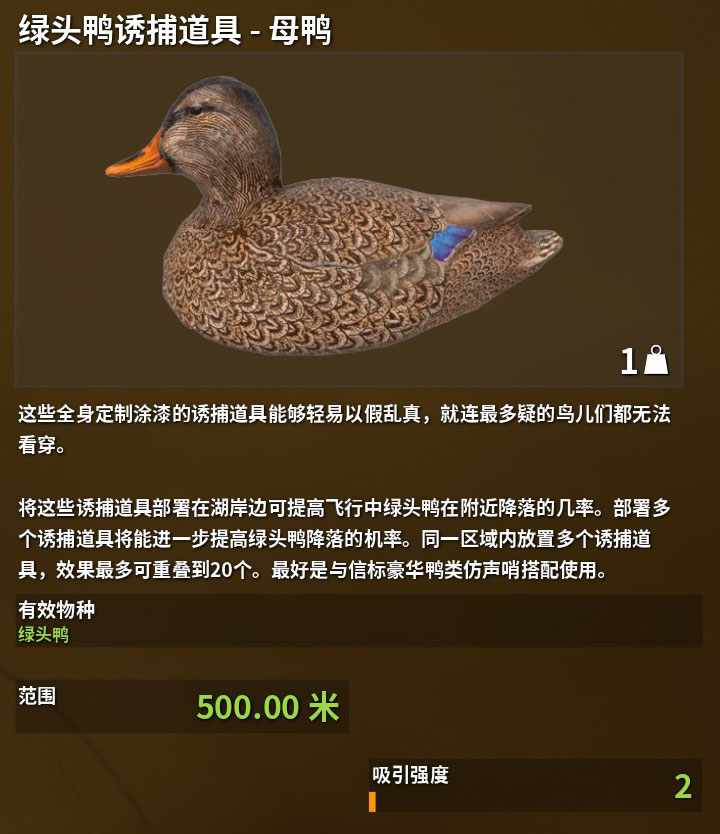 绿头鸭诱捕道具 - 母鸭
1
这些全身定制涂漆的诱捕道具能够轻易以假乱真，就连最多疑的鸟儿们都无法
看穿。
将这些诱捕道具部署在湖岸边可提高飞行中绿头鸭在附近降落的几率。部署多
个诱捕道具将能进一步提高绿头鸭降落的机率。同一区域内放置多个诱捕道
具，效果最多可重叠到20个。最好是与信标豪华鸭类仿声哨搭配使用。
有效物种
绿头鸭
范围
500.00 米
吸引强度
2